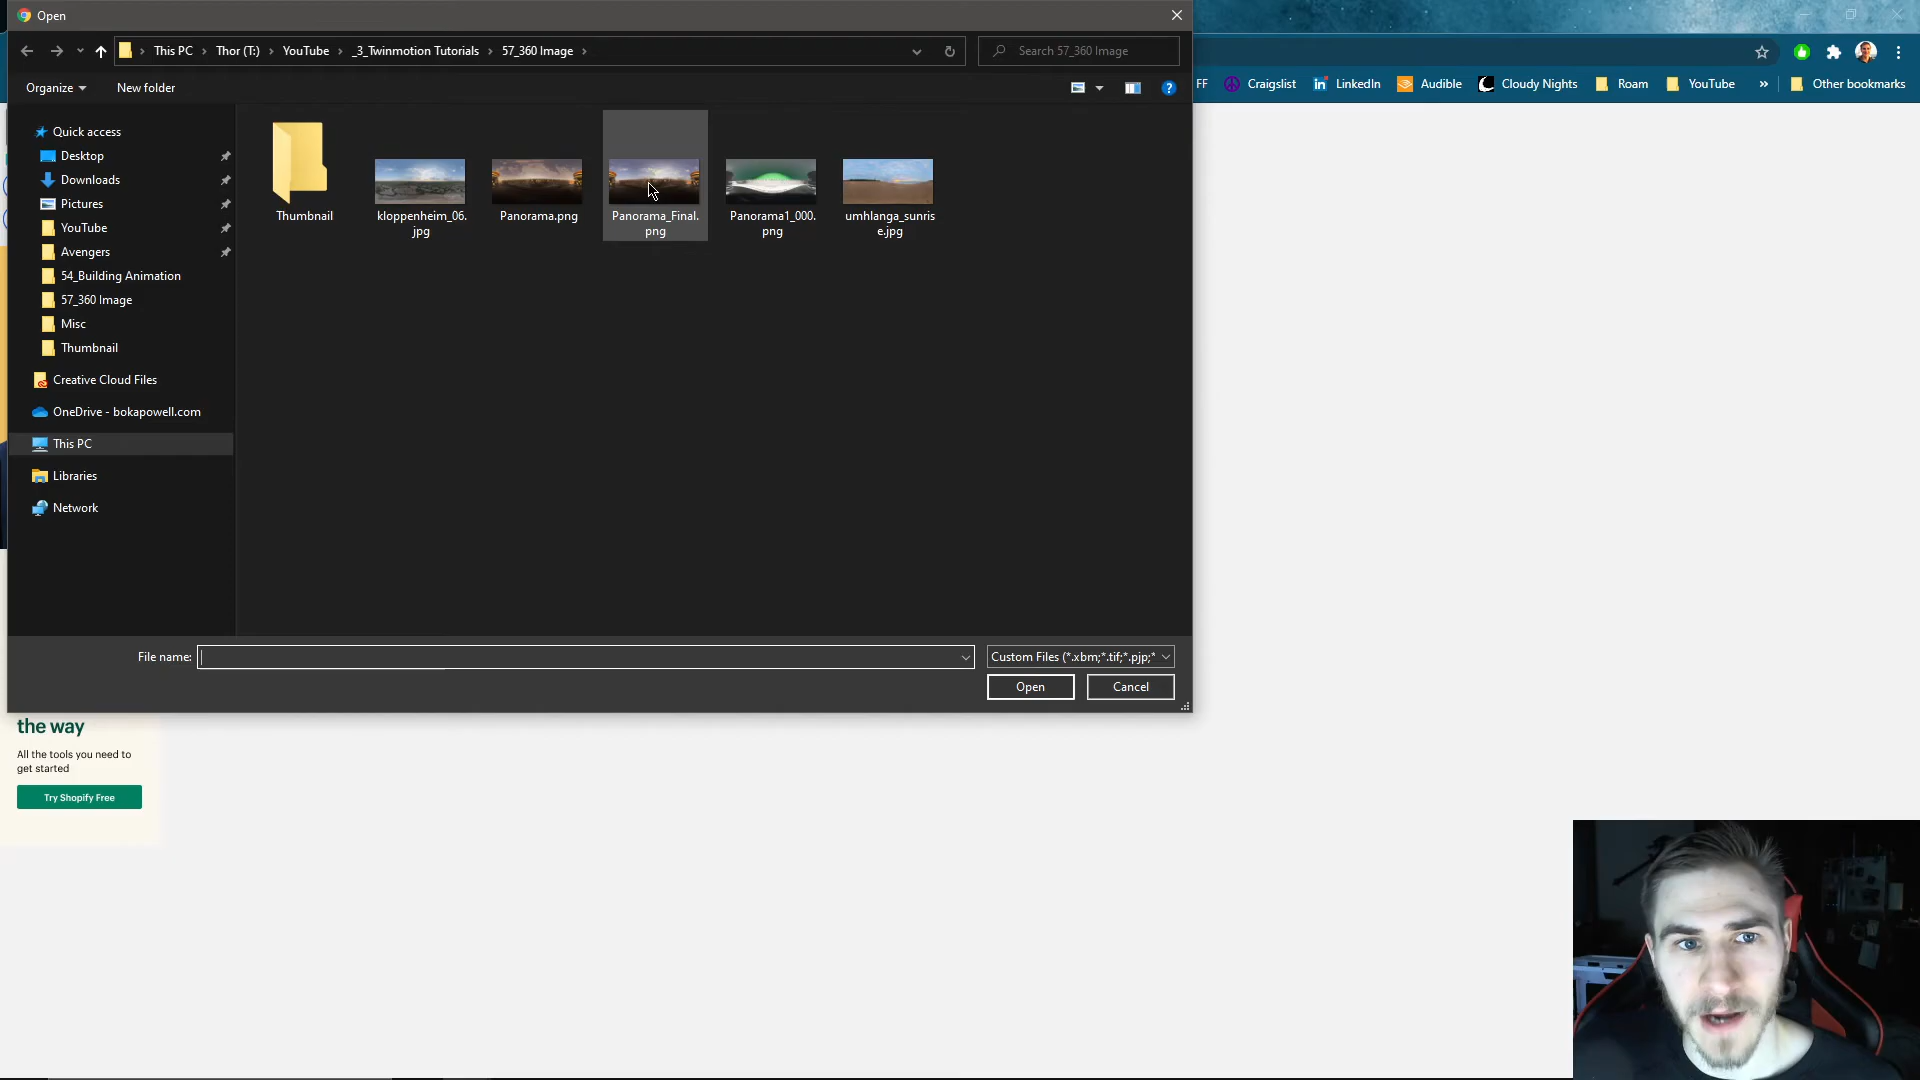 Open
This PC
Thor (T:)
YouTube
_3_Twinmotion Tutorials
57_360 Image
Search 57_360 Image
Organize
New folder
FF
Craigslist
LinkedIn
Audible
Cloudy Nights
Roam
YouTube
»
Other bookmarks
Quick access
Desktop
Downloads
Pictures
YouTube
Avengers
54_Building Animation
57_360 Image
Misc
Thumbnail
Creative Cloud Files
OneDrive - bokapowell.com
This PC
Libraries
Network
Thumbnail
kloppenheim_06.
jpg
Panorama.png
Panorama_Final.
png
Panorama1_000.
png
umhlanga_sunris
e.jpg
File name:
Custom Files (*.xbm;*.tif;*.pjp;*
Open
Cancel
the way
All the tools you need to
get started
Try Shopify Free